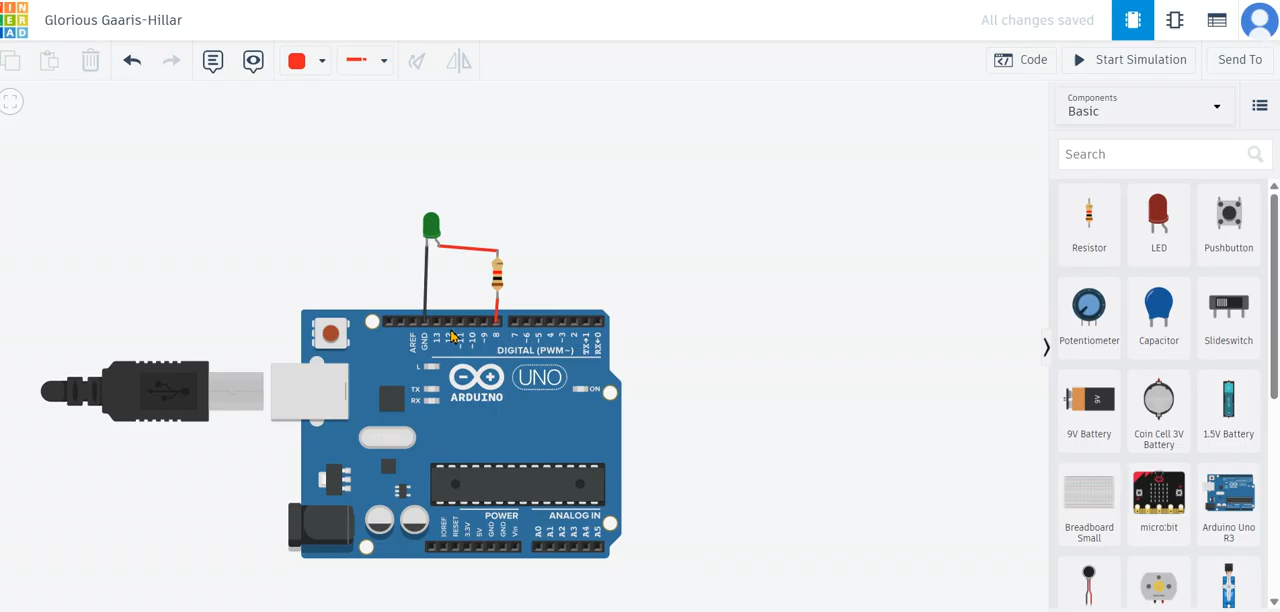 IN
ER
AD
Glorious Gaaris-Hillar
All changes saved
Code
Start Simulation
Send To
Components
Basic
Search
Resistor
LED
Pushbutton
Potentiometer
Capacitor
Slideswitch
9V
9V Battery
Coin Cell 3V
Battery
1.5V Battery
Breadboard
Small
micro:bit
Arduino Uno
R3
AREF
GND
13
12
~11
~10
~9
8
7
~6
~5
4
~3
2
TX→1
RX←0
DIGITAL (PWM~)
L
TX
RX
ARDUINO
UNO
ON
POWER
ANALOG IN
IOREF
RESET
3.3V
5V
GND
GND
Vin
A0
A1
A2
A3
A4
A5